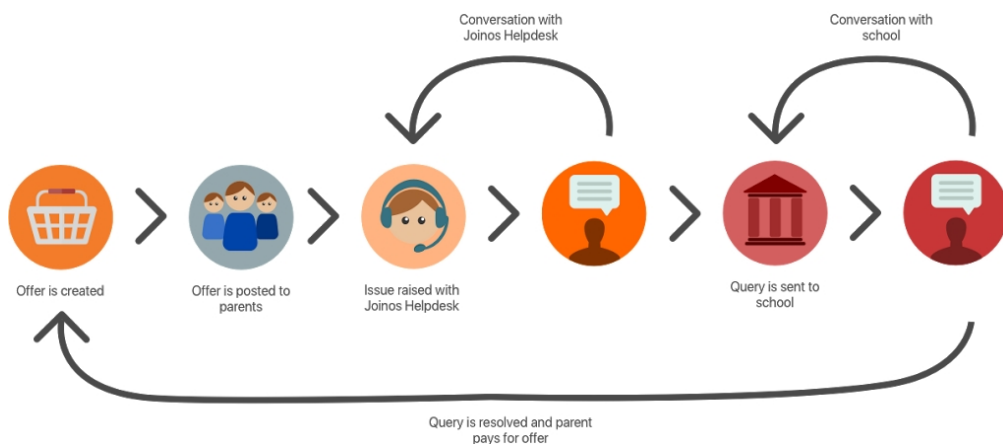 Conversation with
Joinos Helpdesk
Conversation with
school
Offer is created
Offer is posted to
parents
Issue raised with
Joinos Helpdesk
Query is sent to
school
Query is resolved and parent
pays for offer